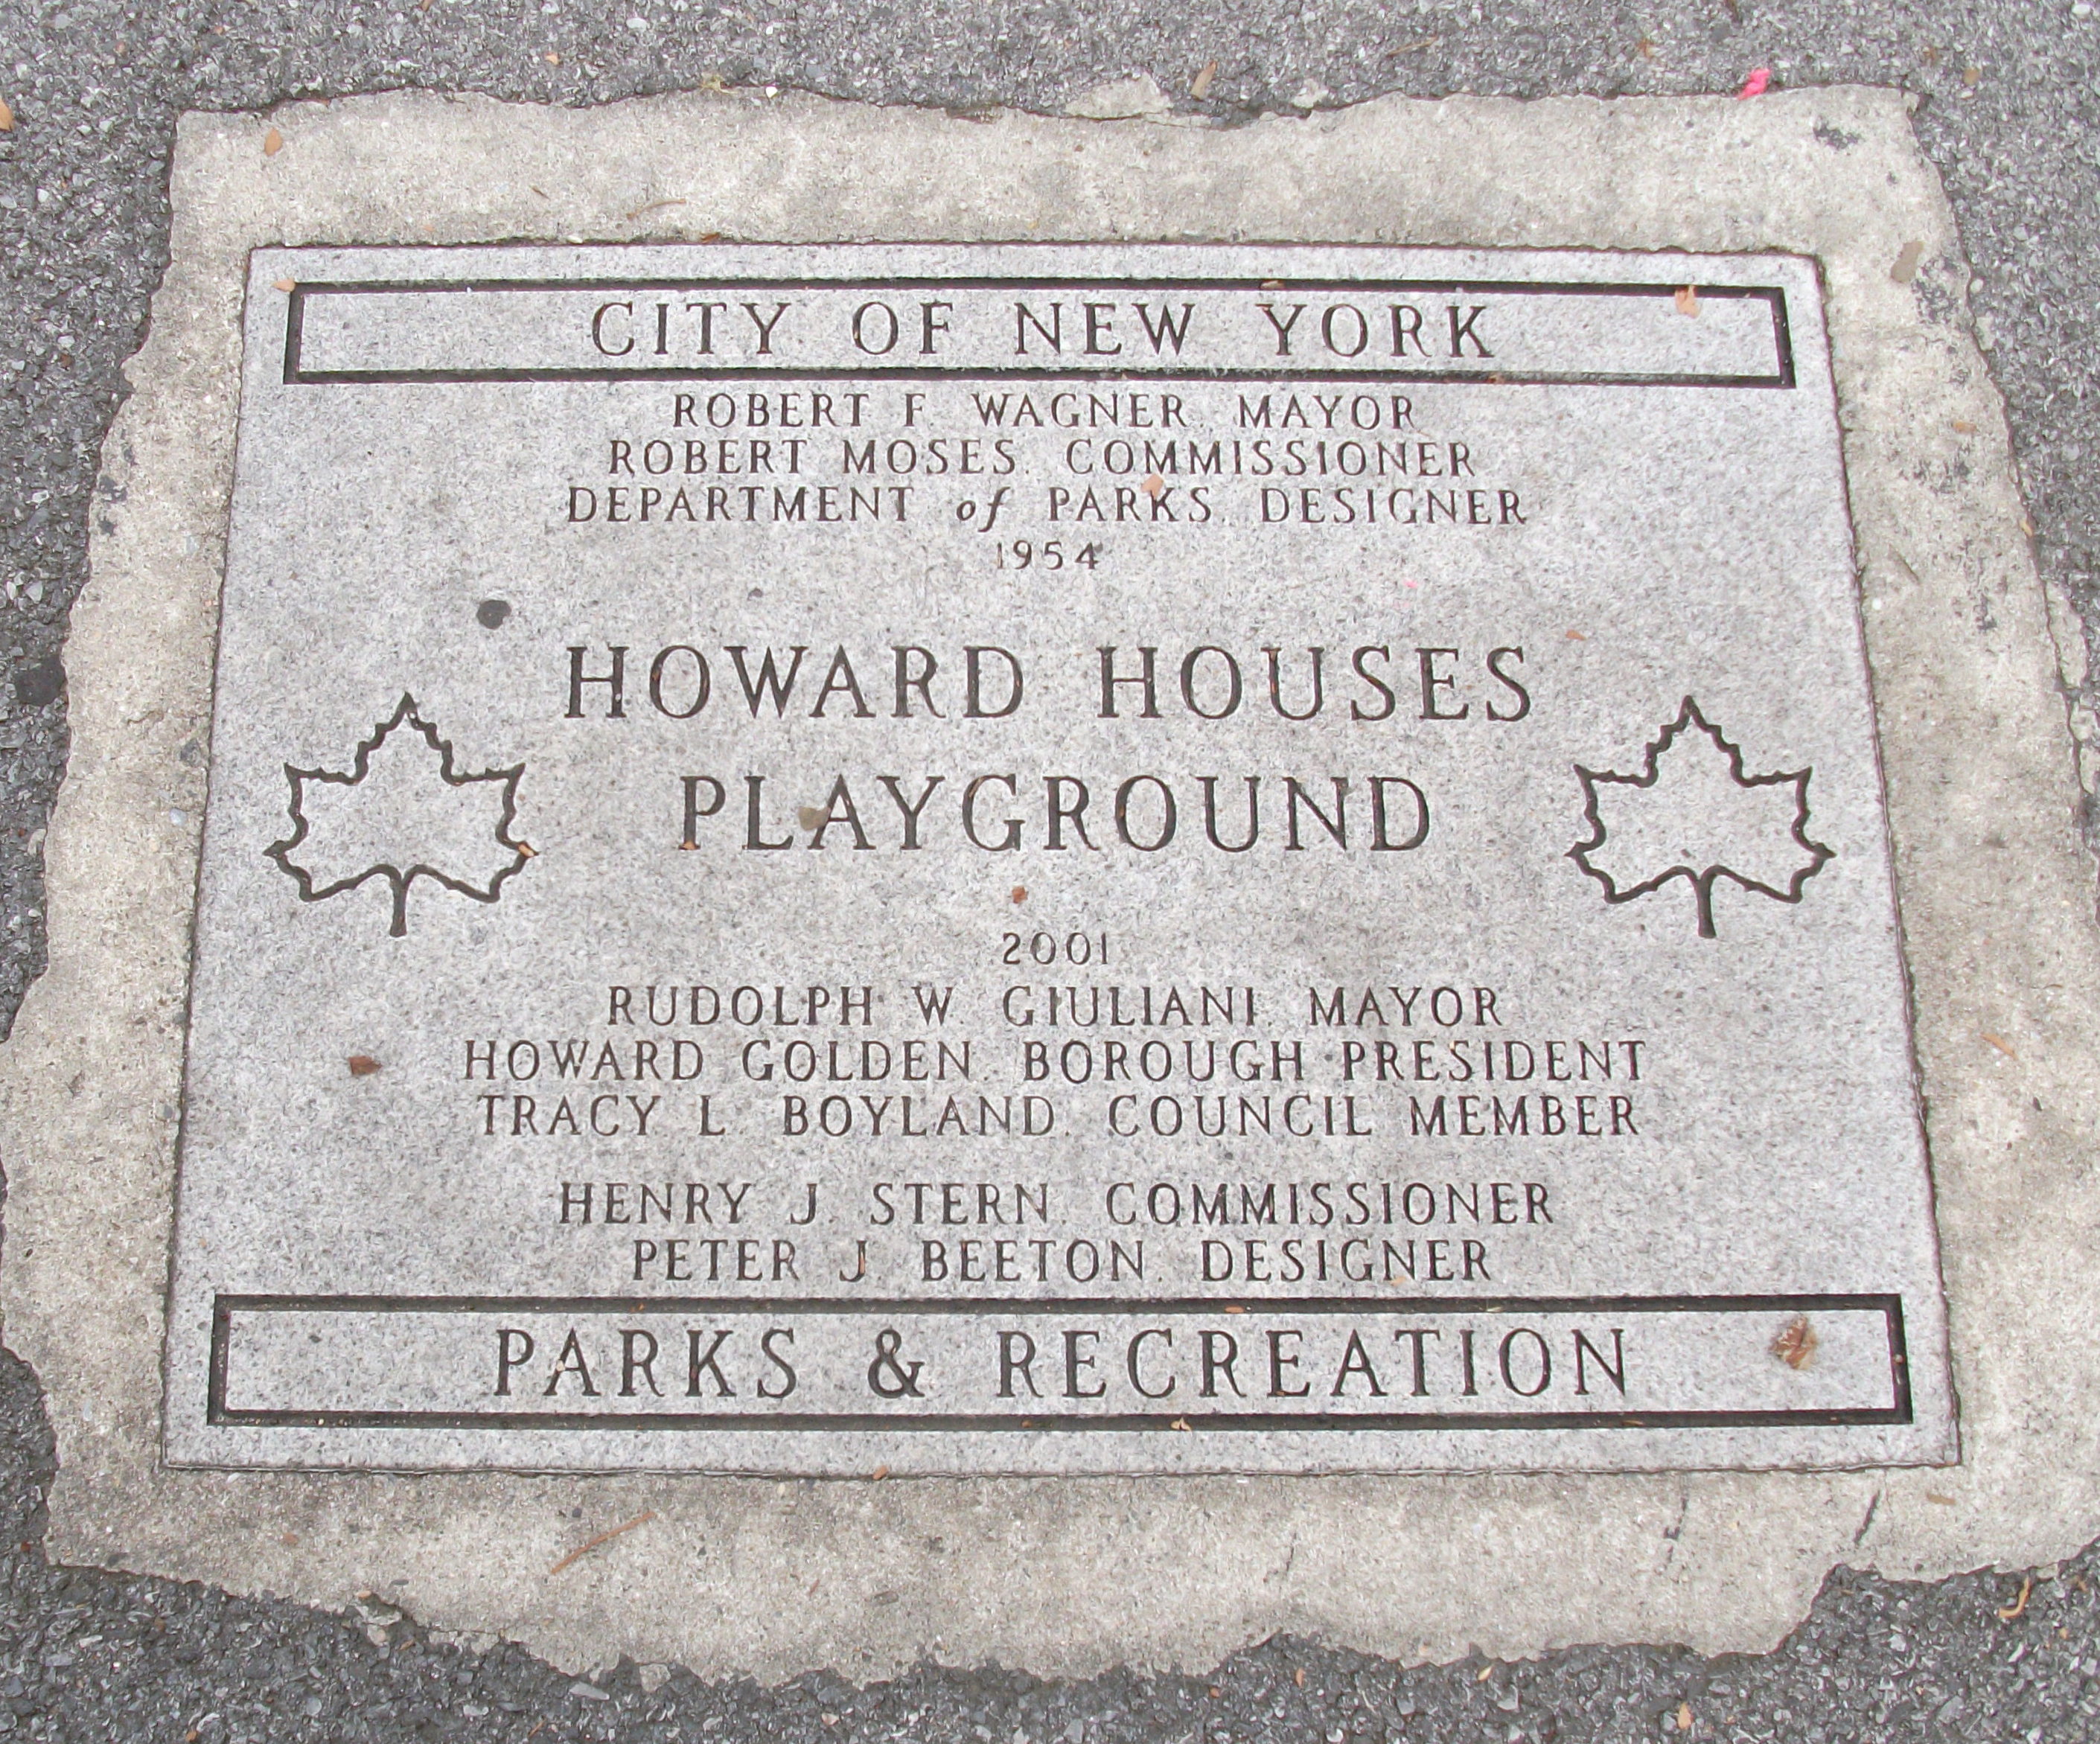 CITY OF NEW YORK
ROBERT F. WAGNER, MAYOR
ROBERT MOSES, COMMISSIONER
DEPARTMENT of PARKS, DESIGNER
1954
HOWARD HOUSES
PLAYGROUND
2001
RUDOLPH W. GIULIANI, MAYOR
HOWARD GOLDEN, BOROUGH PRESIDENT
TRACY L. BOYLAND, COUNCIL MEMBER
HENRY J. STERN, COMMISSIONER
PETER J. BEETON, DESIGNER
PARKS & RECREATION